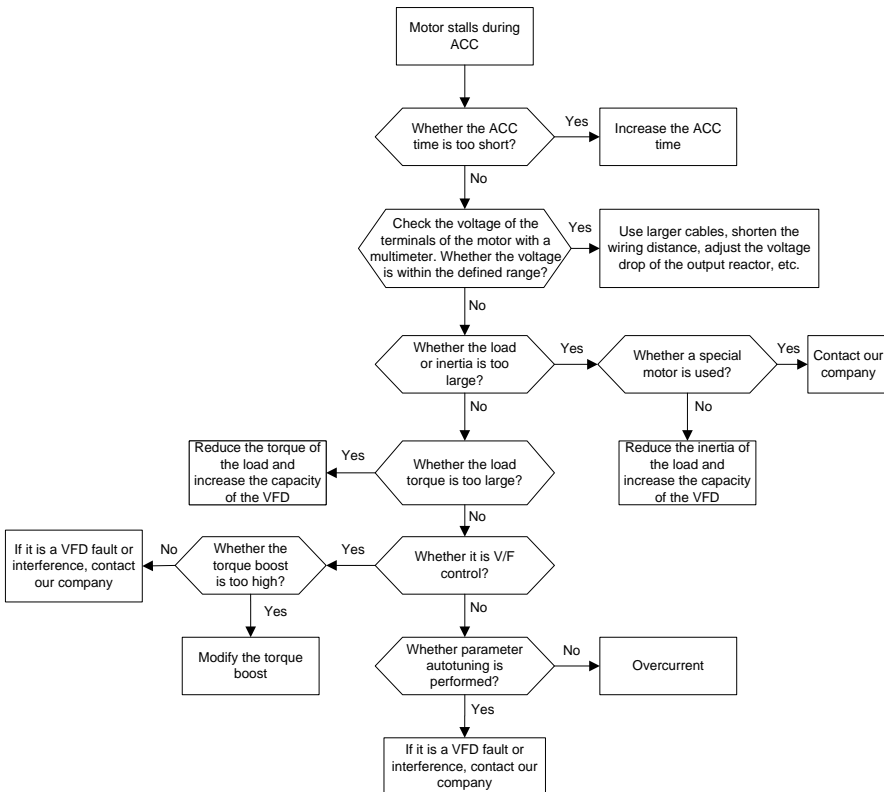 Motor stalls during
ACC
Whether the ACC
time is too short?
Yes
Increase the ACC
time
No
Check the voltage of the
terminals of the motor with a
multimeter. Whether the voltage
is within the defined range?
Yes
Use larger cables, shorten the
wiring distance, adjust the voltage
drop of the output reactor, etc.
No
Whether the load
or inertia is too
large?
Yes
Whether a special
motor is used?
Yes
Contact our
company
No
No
Reduce the torque of
the load and
increase the capacity
of the VFD
Yes
Whether the load
torque is too large?
Reduce the inertia of
the load and
increase the capacity
of the VFD
No
If it is a VFD fault or
interference, contact
our company
No
Whether the
torque boost
is too high?
Yes
Whether it is V/F
control?
Yes
No
Modify the torque
boost
Whether parameter
autotuning is
performed?
No
Overcurrent
Yes
If it is a VFD fault or
interference, contact our
company